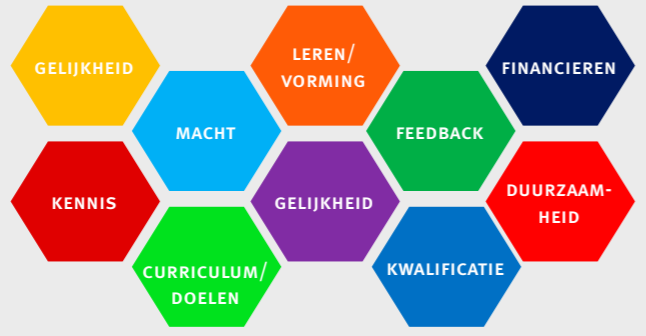 GELIJKHEID
LEREN/
VORMING
FINANCIEREN
MACHT
FEEDBACK
KENNIS
GELIJKHEID
DUURZAAM-
HEID
CURRICULUM/
DOELEN
KWALIFICATIE